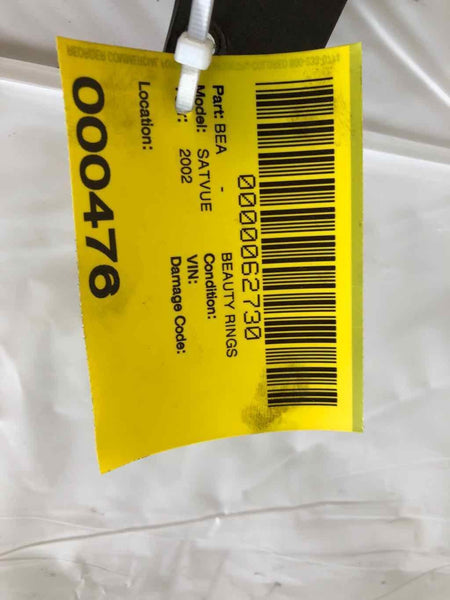 0000062730
Part: BEA - BEAUTY RINGS
Model: SATVUE Condition:
2002 VIN:
Damage Code:
Location:
000476